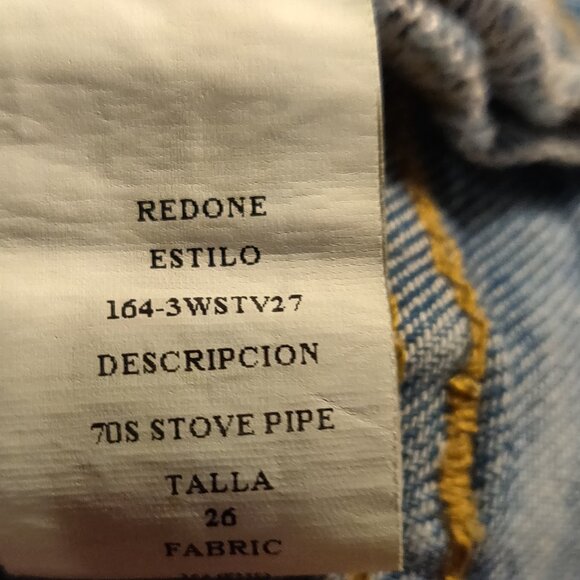 REDONE
ESTILO
164-3WSTV27
DESCRIPCION
70S STOVE PIPE
TALLA
26
FABRIC